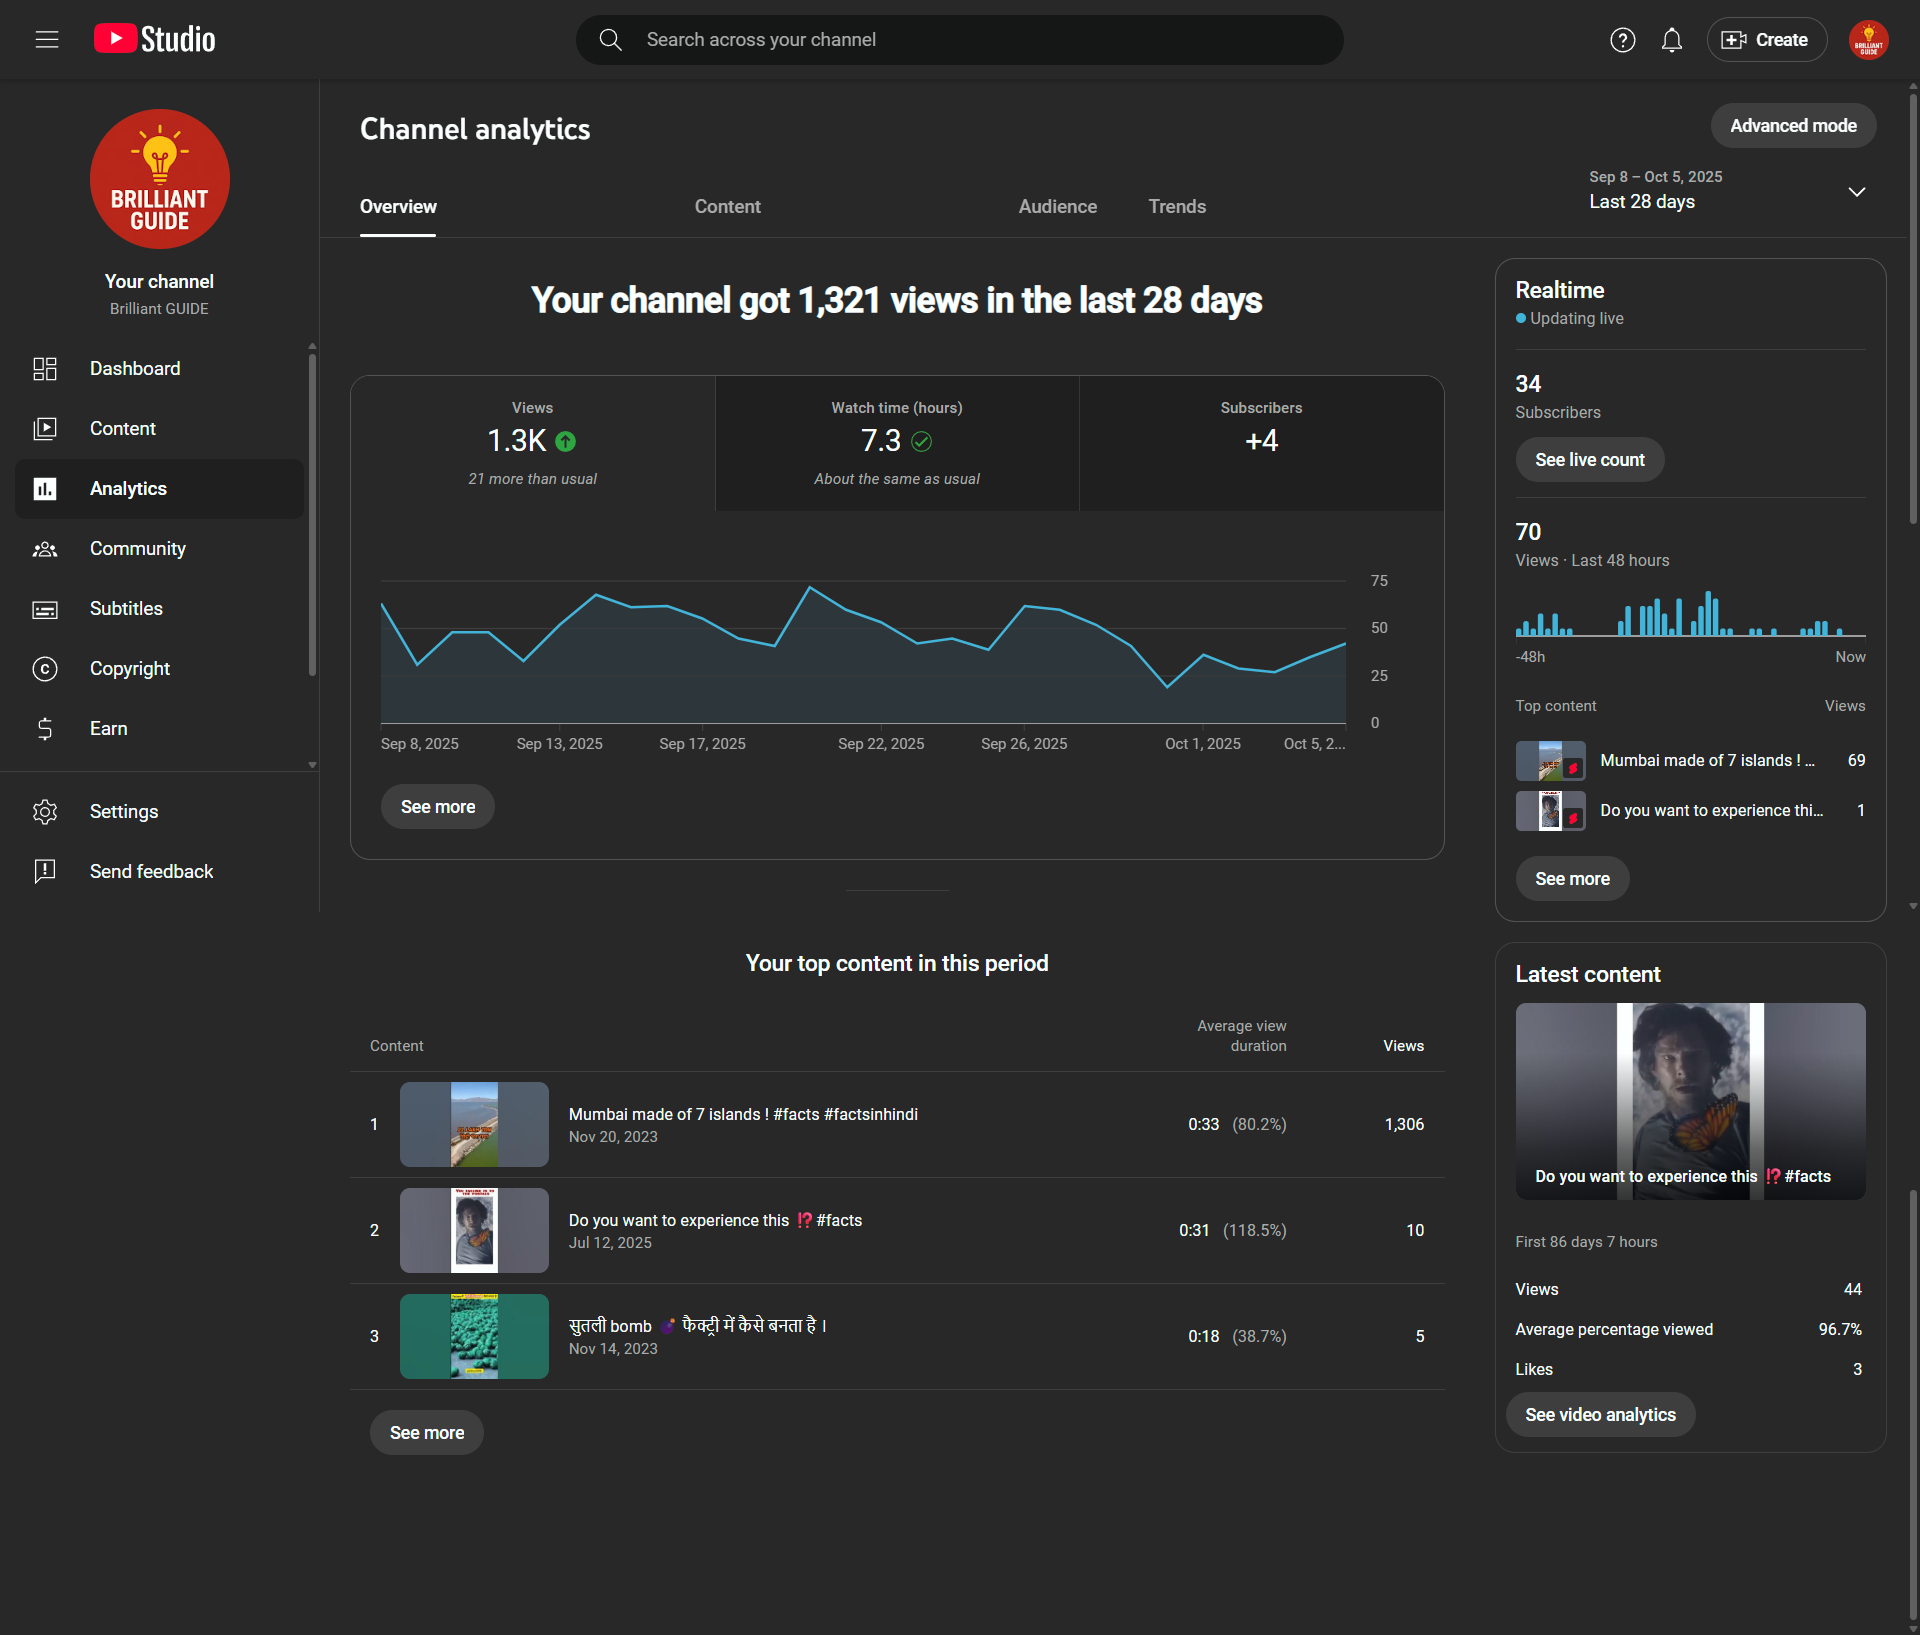 Studio
Search across your channel
?
Create
BRILLIANT
GUIDE
BRILLIANT
GUIDE
Your channel
Brilliant GUIDE
Dashboard
Content
Analytics
Community
Subtitles
Copyright
Earn
Settings
Send feedback
Channel analytics
Advanced mode
Overview
Content
Audience
Trends
Sep 8 – Oct 5, 2025
Last 28 days
Your channel got 1,321 views in the last 28 days
Views
1.3K
21 more than usual
Watch time (hours)
7.3
About the same as usual
Subscribers
+4
75
50
25
0
Sep 8, 2025
Sep 13, 2025
Sep 17, 2025
Sep 22, 2025
Sep 26, 2025
Oct 1, 2025
Oct 5, 2...
See more
Realtime
Updating live
34
Subscribers
See live count
70
Views · Last 48 hours
-48h
Now
Top content
Views
Mumbai made of 7 islands ! ...
69
Do you want to experience thi...
1
See more
Your top content in this period
Content
Average view
duration
Views
1
Mumbai made of 7 islands ! #facts #factsinhindi
Nov 20, 2023
0:33 (80.2%)
1,306
2
Do you want to experience this ⁉️ #facts
Jul 12, 2025
0:31 (118.5%)
10
3
सुतली bomb 💣 फैक्ट्री में कैसे बनता है ।
Nov 14, 2023
0:18 (38.7%)
5
See more
Latest content
Do you want to experience this ⁉️ #facts
First 86 days 7 hours
Views
44
Average percentage viewed
96.7%
Likes
3
See video analytics